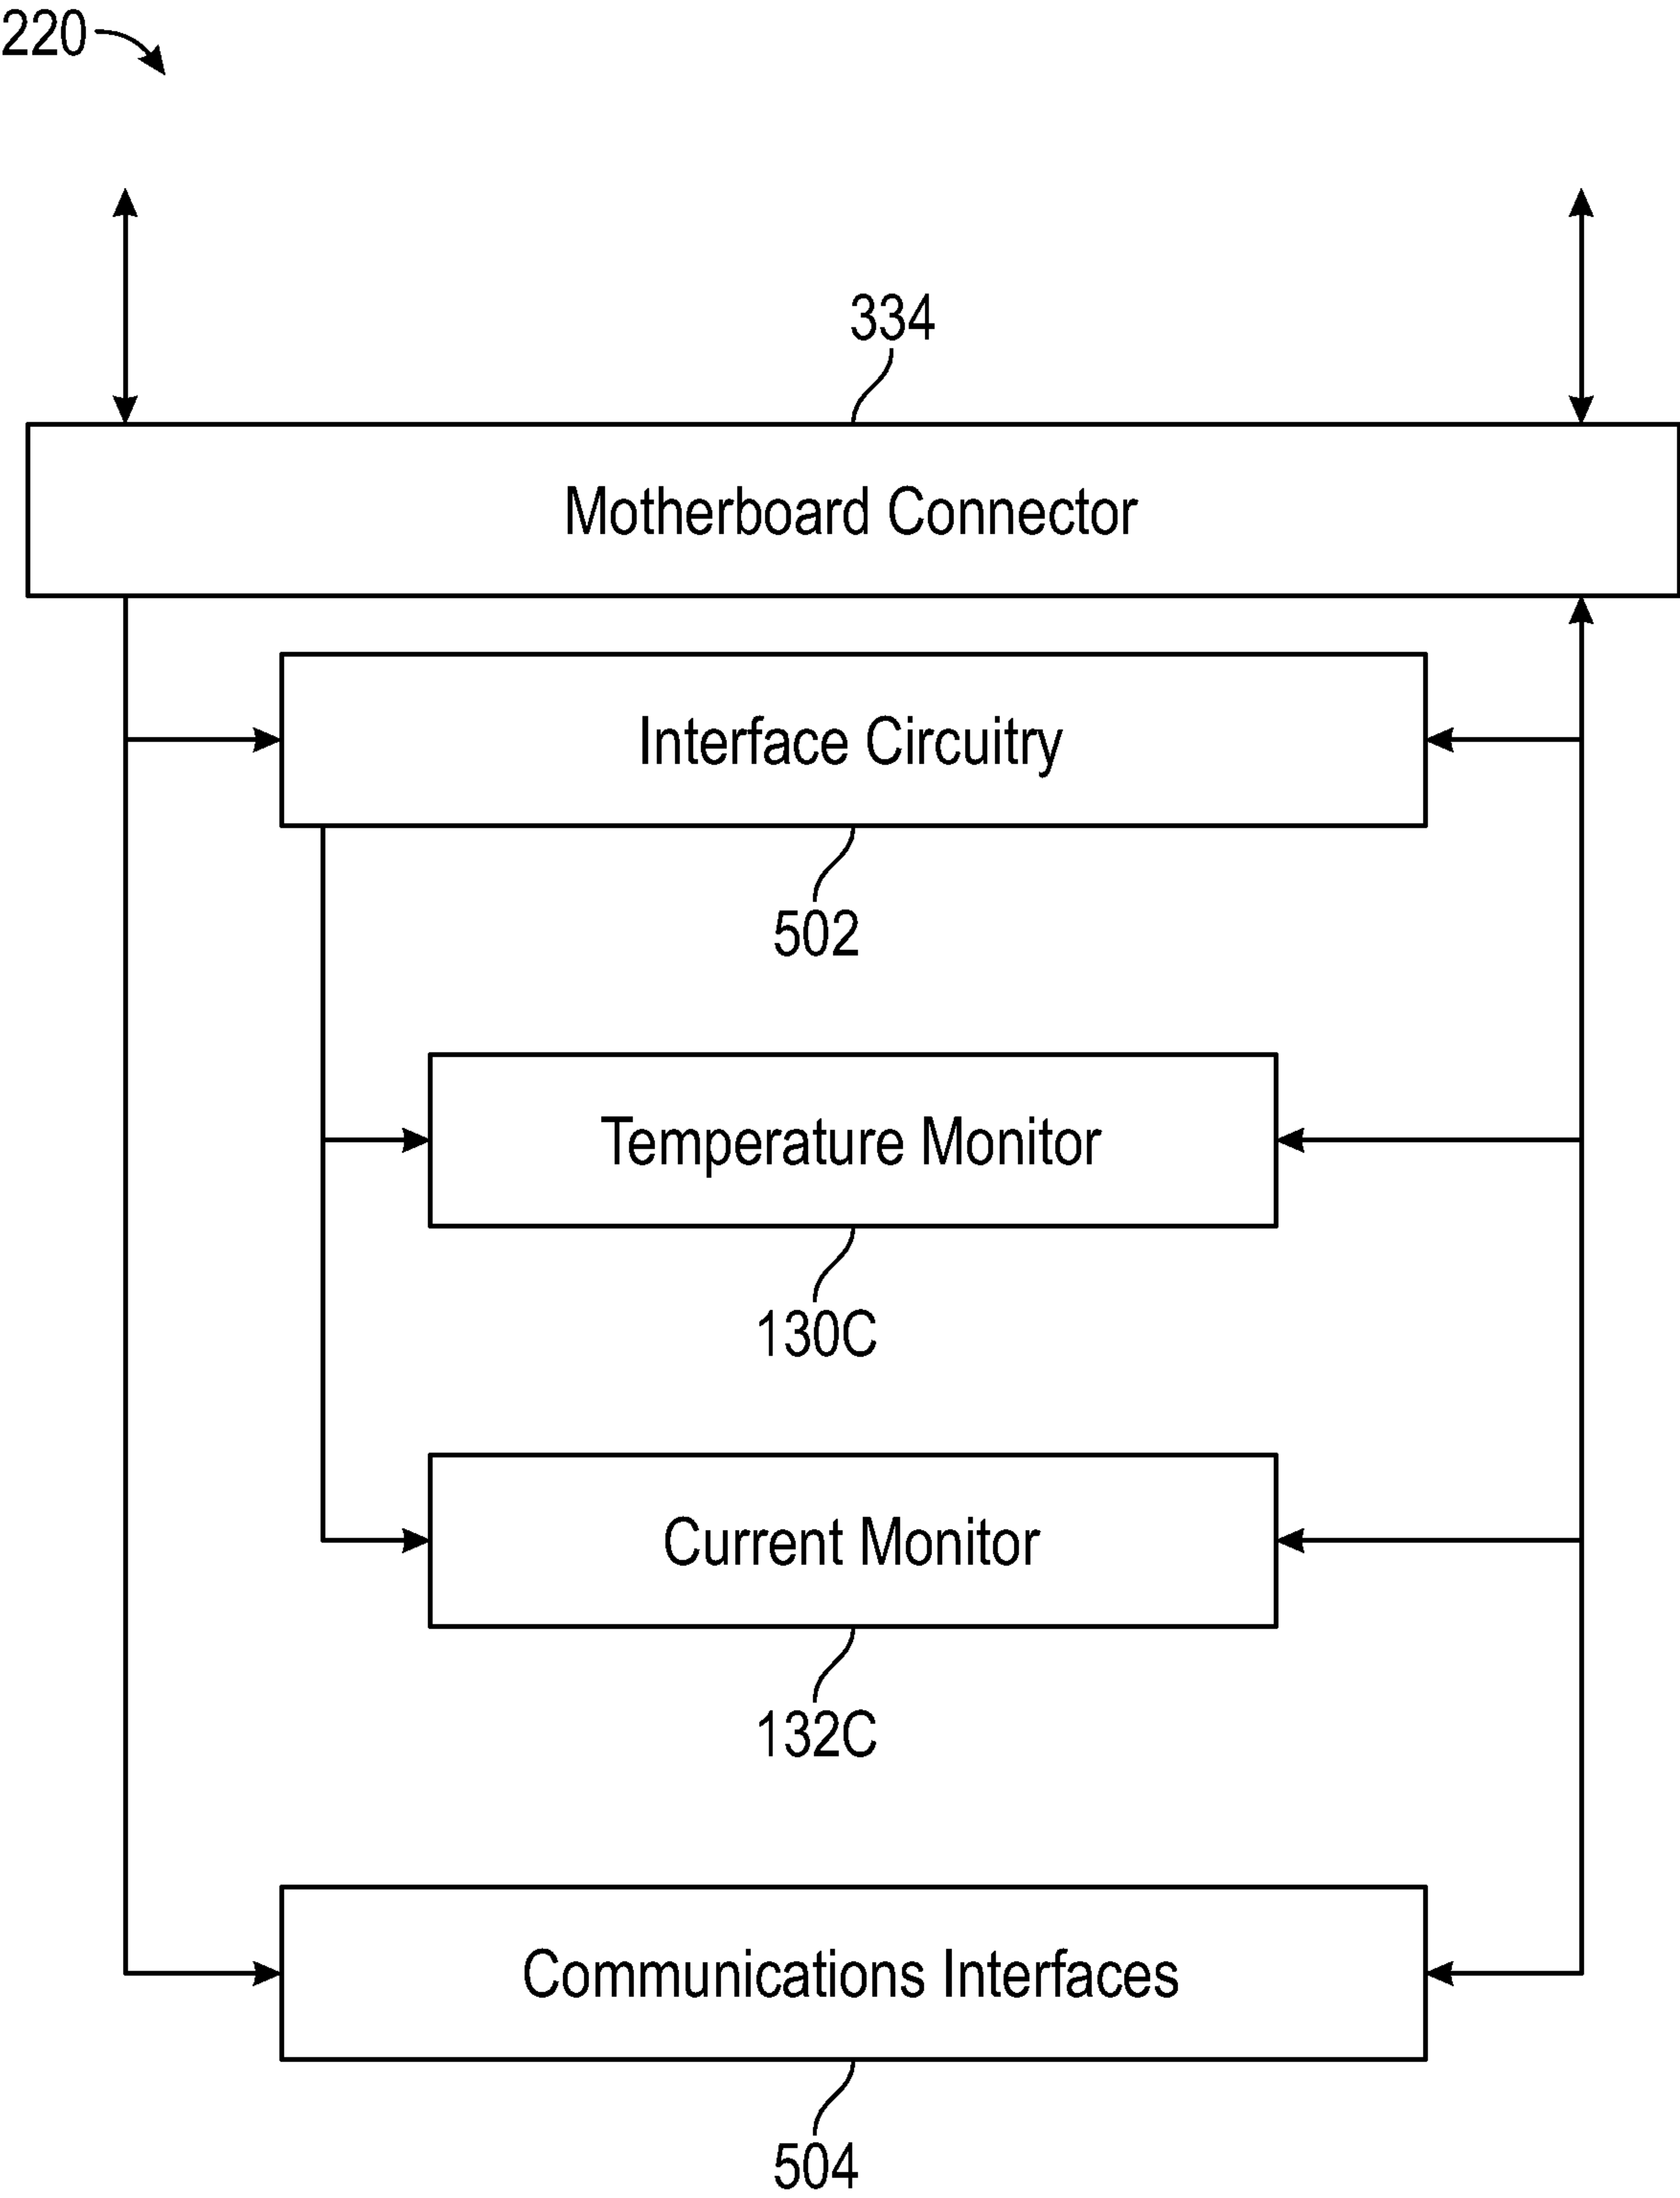 220
334
Motherboard Connector
Interface Circuitry
502
Temperature Monitor
130C
Current Monitor
132C
Communications Interfaces
504